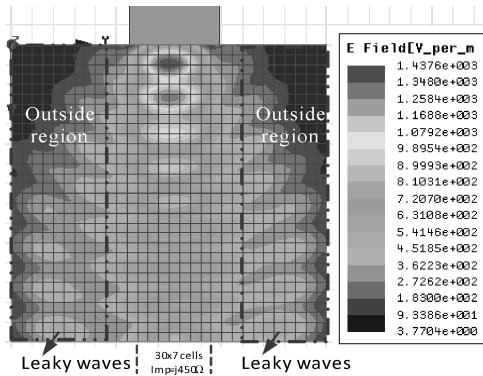 E Field[V_per_m
1.4376e+003
1.3480e+003
1.2584e+003
1.1688e+003
1.0792e+003
9.8954e+002
8.9993e+002
8.1031e+002
7.2070e+002
6.3108e+002
5.4146e+002
4.5185e+002
3.6223e+002
2.7262e+002
1.8300e+002
9.3386e+001
3.7704e+000
Outside
region
Outside
region
Leaky waves
30x7 cells
Imp=j450Ω
Leaky waves